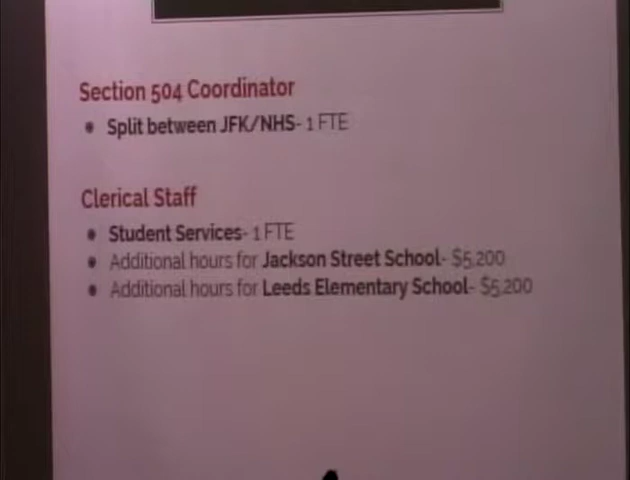 Section 504 Coordinator
• Split between JFK/NHS- 1 FTE
Clerical Staff
• Student Services- 1 FTE
• Additional hours for Jackson Street School- $5,200
• Additional hours for Leeds Elementary School- $5,200